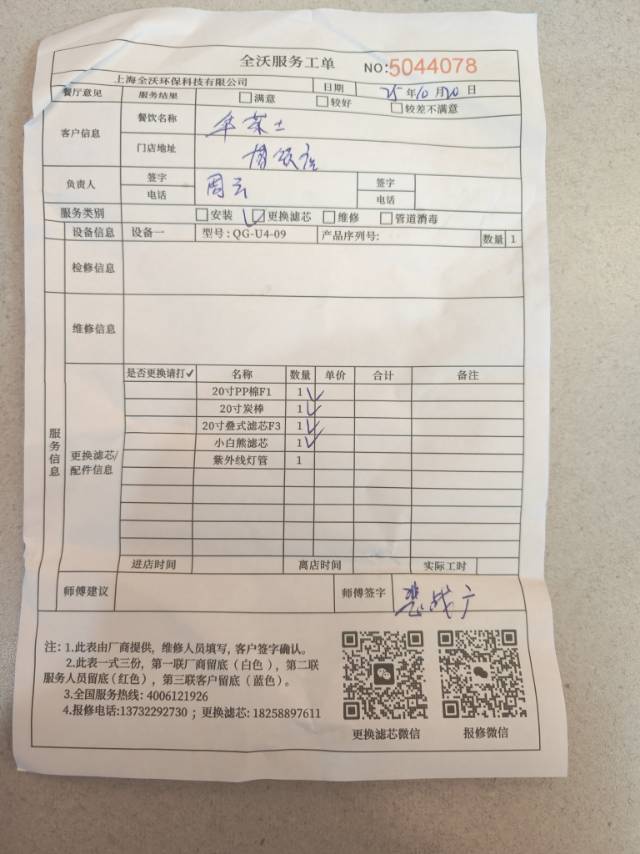 全沃服务工单 NO:5044078
上海全沃环保科技有限公司 日期 25年10月20日
餐厅意见 服务结果 □满意 □较好 □较差不满意
客户信息 餐饮名称
门店地址
负责人 签字 周云 签字
电话 电话
服务类别 □安装 ☑更换滤芯 □维修 □管道消毒
设备信息 设备一 型号:QG-U4-09 产品序列号: 数量 1
检修信息
维修信息
服务信息
更换滤芯/配件信息
是否更换请打✓ 名称 数量 单价 合计 备注
20寸PP棉F1 1 ✓
20寸炭棒 1 ✓
20寸叠式滤芯F3 1 ✓
小白熊滤芯 1 ✓
紫外线灯管 1
进店时间 离店时间 实际工时
师傅建议 师傅签字
注: 1.此表由厂商提供, 维修人员填写, 客户签字确认。
2.此表一式三份, 第一联厂商留底 (白色), 第二联
服务人员留底(红色), 第三联客户留底 (蓝色)。
3.全国服务热线: 4006121926
4.报修电话:13732292730 ; 更换滤芯: 18258897611
更换滤芯微信 报修微信